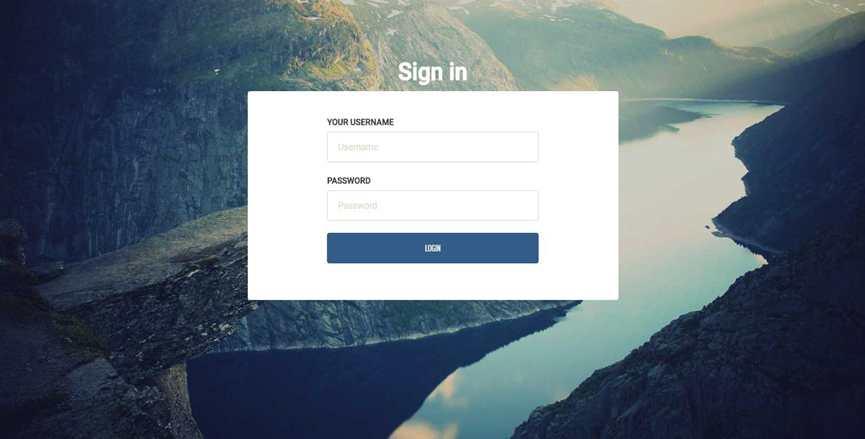 Sign in
YOUR USERNAME
Username
PASSWORD
Password
LOGIN